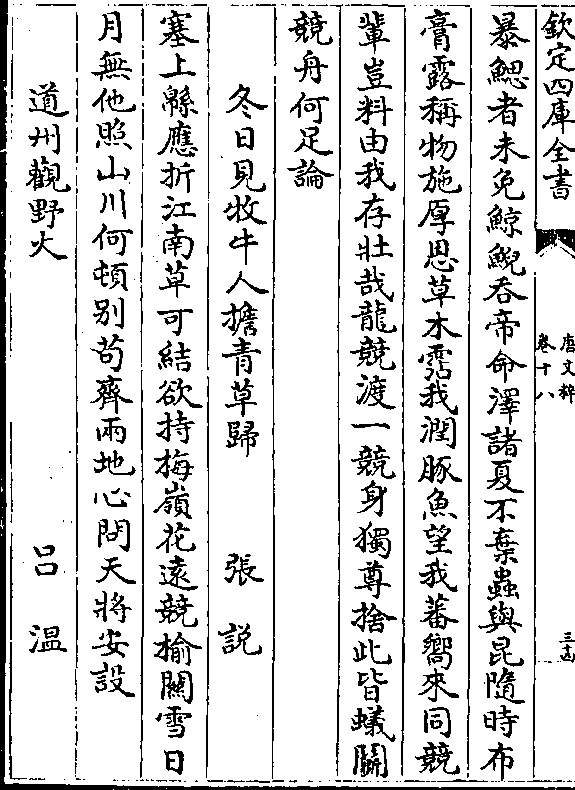 欽定四庫全書
唐文粹
卷十八
三十四
暴鰓者未免鯨鯢吞帝命澤諸夏不棄蟲與昆隨時布
膏露稱物施厚恩草木霑我潤豚魚望我蕃嚮來同競
輩豈料由我存壯哉龍競渡一競身獨尊捨此皆蟻鬭
競舟何足論
冬日見牧牛人擔青草歸 張説
塞上緜應折江南草可結欲持梅嶺花遠競榆關雪日
月無他照山川何頓别茍齊兩地心問天將安設
道州觀野火 吕溫